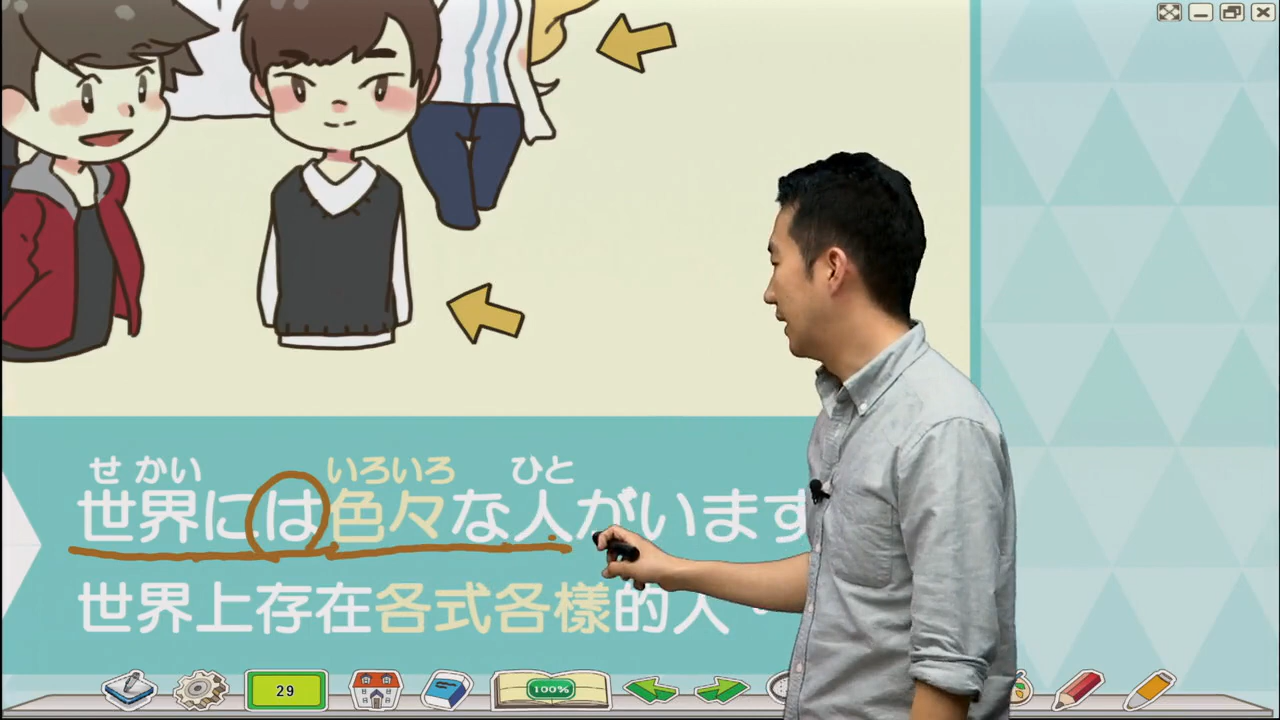 せ かい いろいろ ひと
世界には色々な人がいます
世界上存在各式各樣的人。
29
100%